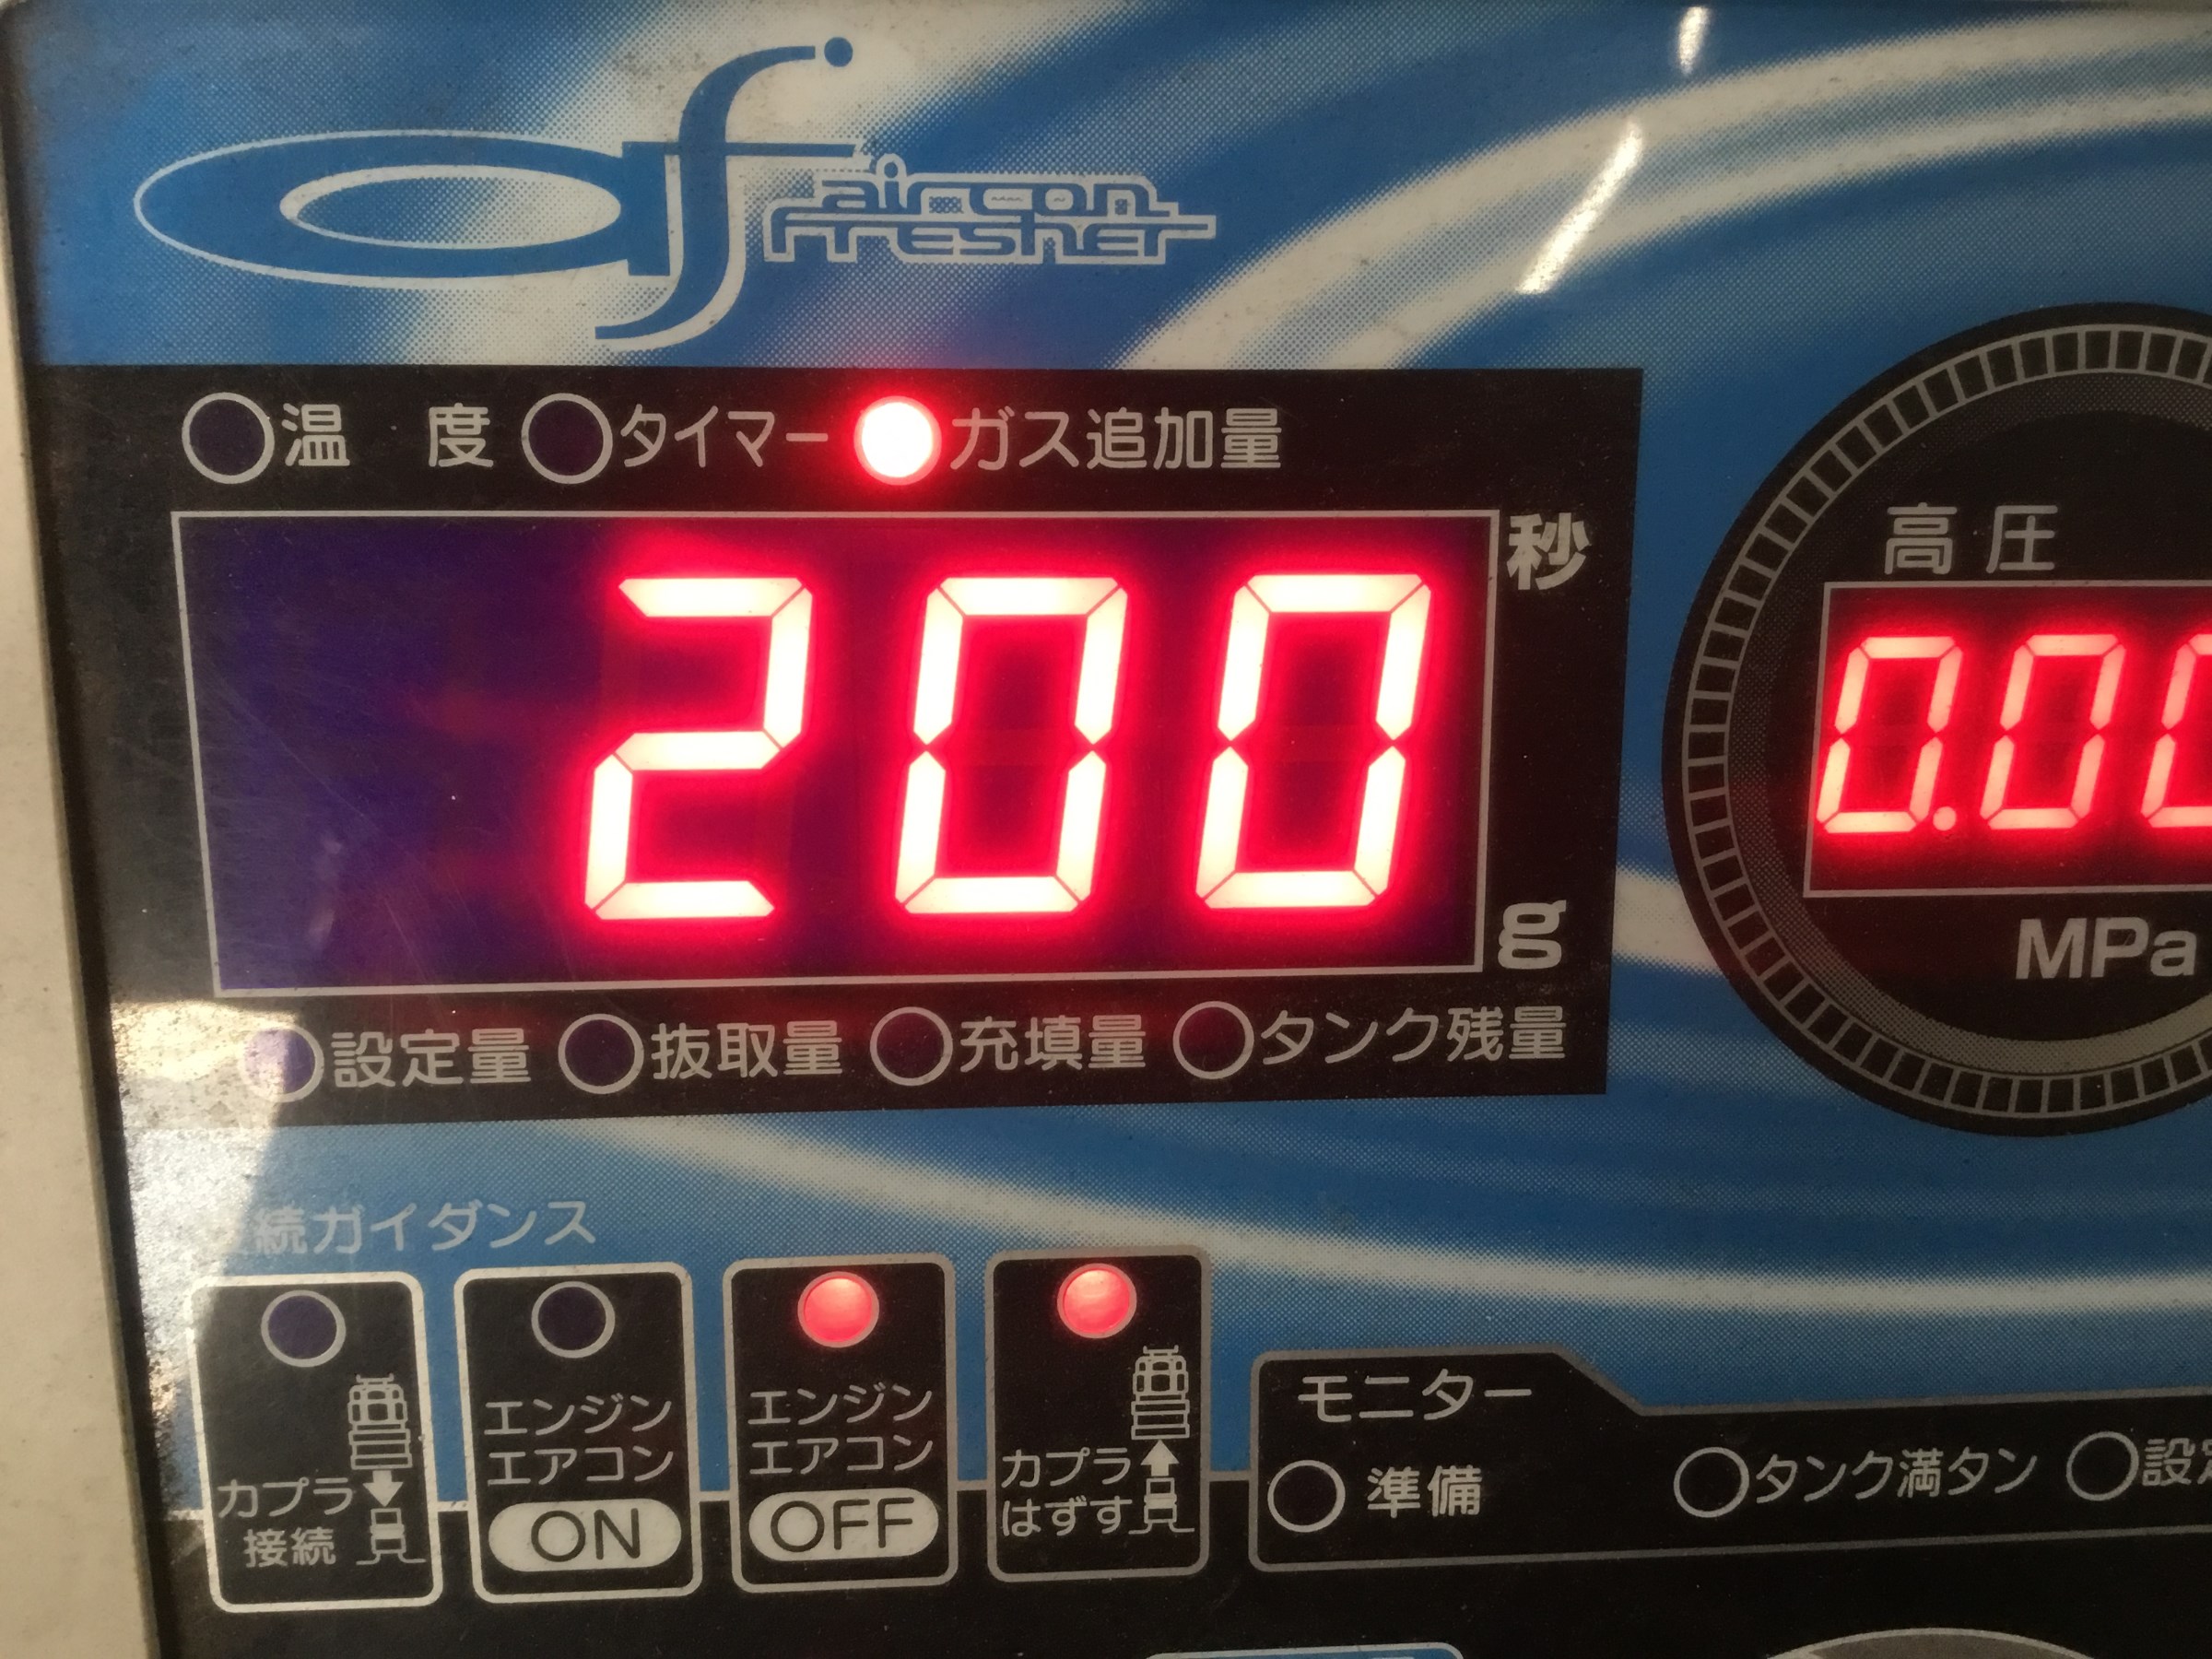 af
aircon
fresher
温 度 タイマー ガス追加量
200
秒
g
高圧
0.0
MPa
設定量 抜取量 充填量 タンク残量
続ガイダンス
カプラ
接続
エンジン
エアコン
ON
エンジン
エアコン
OFF
カプラ
はずす
モニター
準備 タンク満タン 設